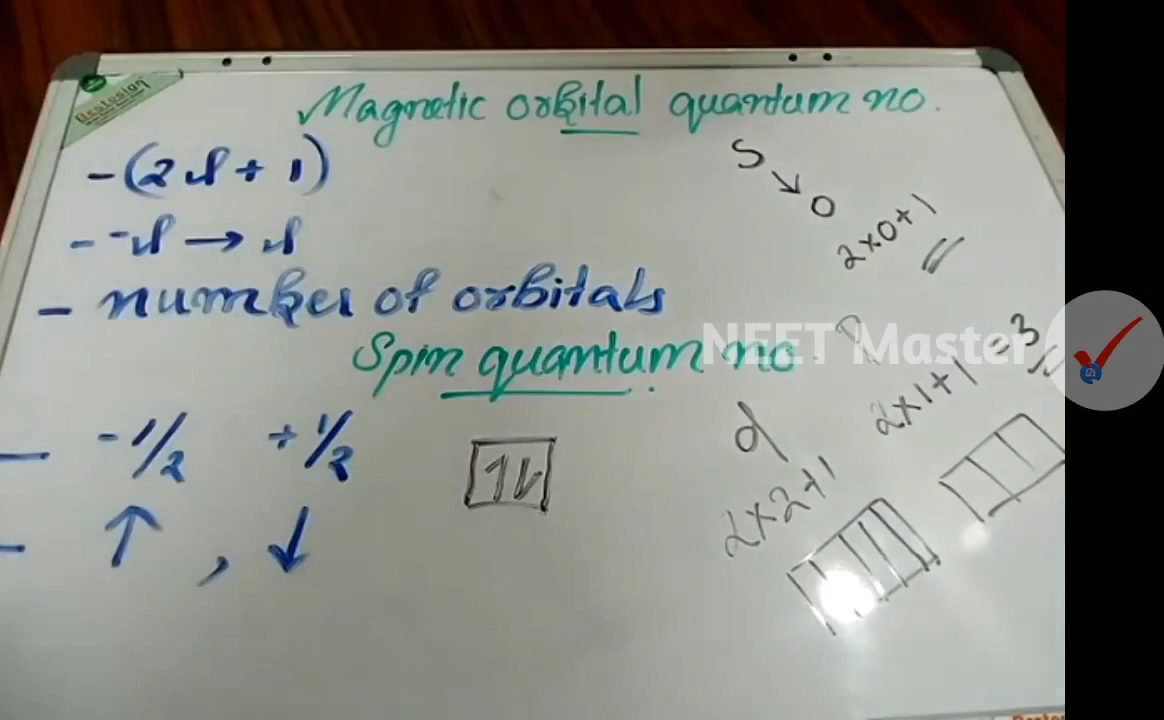 Magnetic orbital quantum no.
-(2l + 1)
- -l → l
- number of orbitals
Spin quantum no.
- -1/2 +1/2
- ↑ , ↓
1
S
↘ 0
2×0+1
P
2×1+1 =3
d
2×2+1
NEET Master